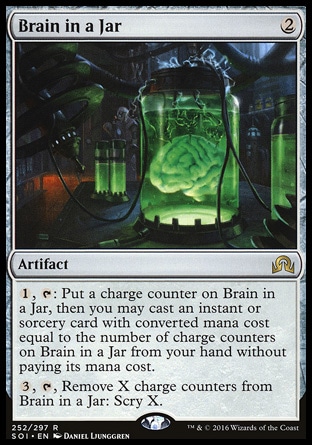 Brain in a Jar 2
Artifact
1, : Put a charge counter on Brain in
a Jar, then you may cast an instant or
sorcery card with converted mana cost
equal to the number of charge counters
on Brain in a Jar from your hand without
paying its mana cost.
3, , Remove X charge counters from
Brain in a Jar: Scry X.
252/297 R
SOI • EN Daniel Ljunggren
™ & © 2016 Wizards of the Coast